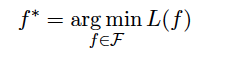 f* = arg min L(f)
f∈ℱ